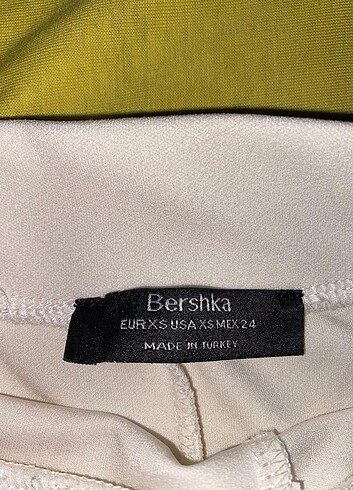 Bershka
EUR XS USA XS MEX 24
MADE IN TURKEY